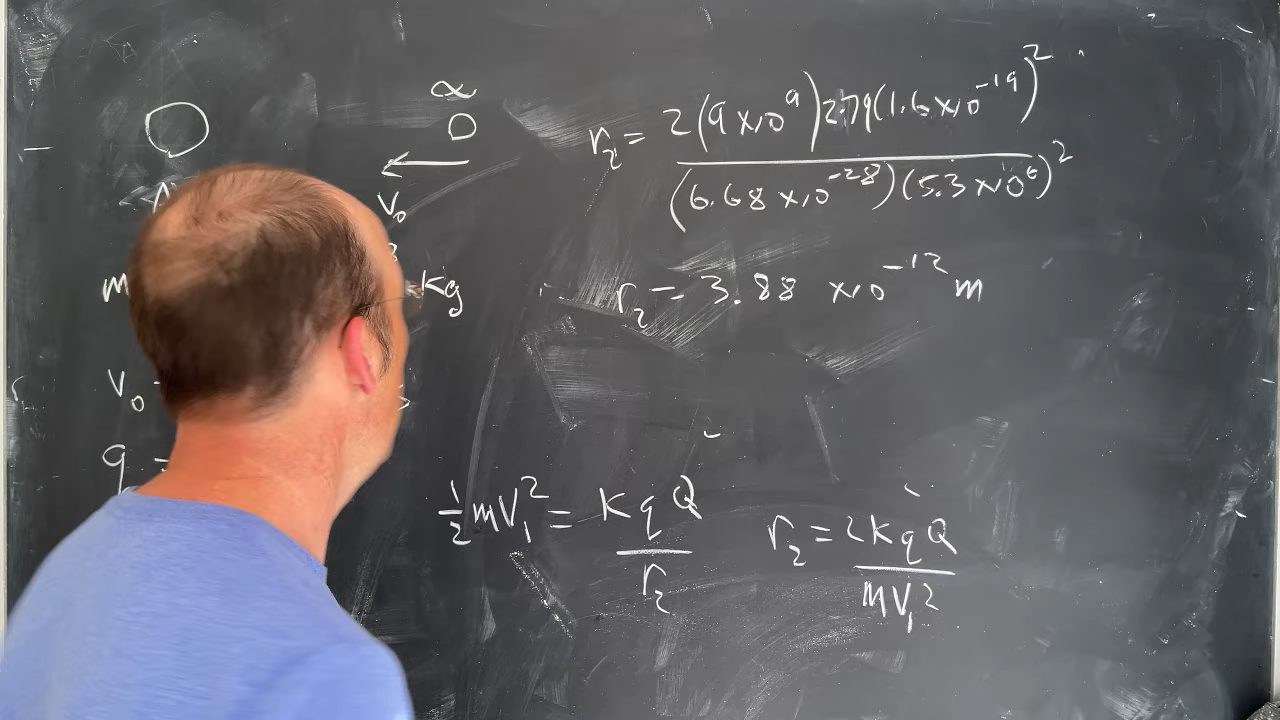 α
v₀
m kg
v₀
q
r₂ = 2(9×10⁹)2·79(1.6×10⁻¹⁹)² / (6.68×10⁻²⁸)(5.3×10⁶)²
r₂ = 3.88 ×10⁻¹² m
½mv₁² = KqQ / r₂
r₂ = 2KqQ / mv₁²